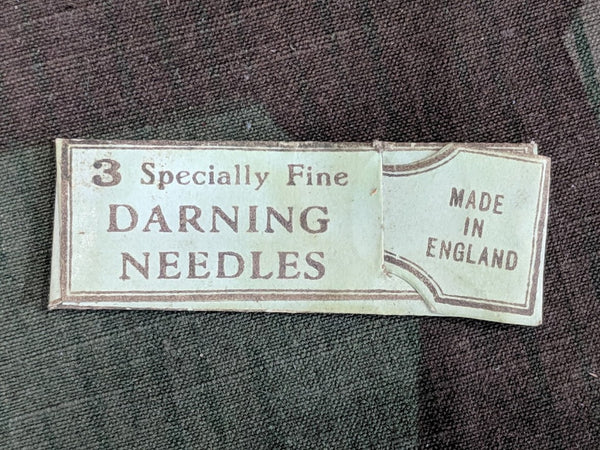 3 Specially Fine
DARNING
NEEDLES
MADE
IN
ENGLAND